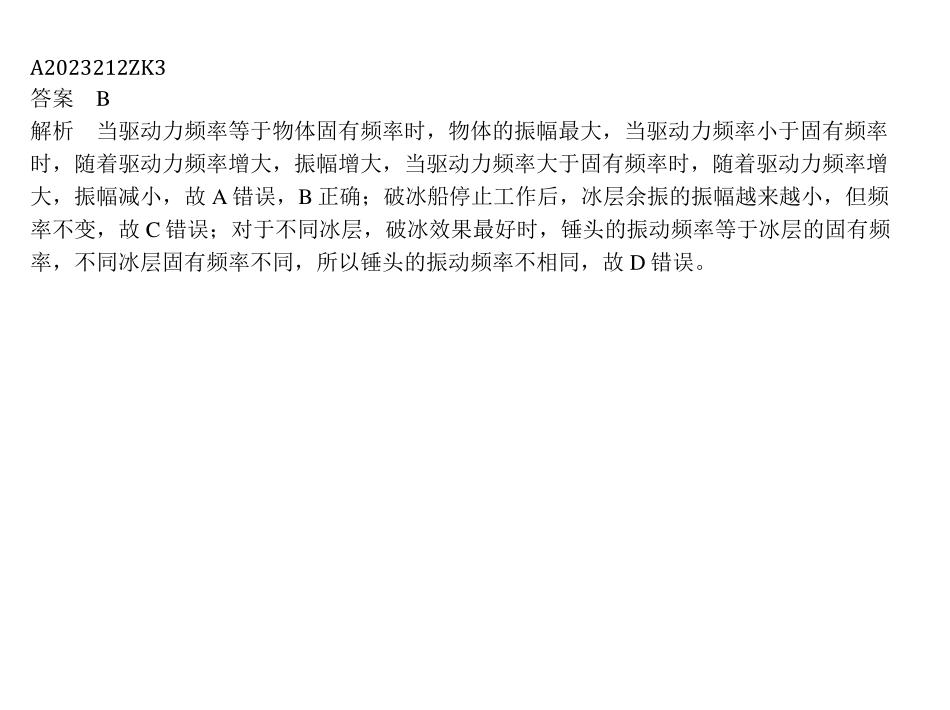 A2023212ZK3
答案　B
解析　当驱动力频率等于物体固有频率时，物体的振幅最大，当驱动力频率小于固有频率
时，随着驱动力频率增大，振幅增大，当驱动力频率大于固有频率时，随着驱动力频率增
大，振幅减小，故 A 错误，B 正确；破冰船停止工作后，冰层余振的振幅越来越小，但频
率不变，故 C 错误；对于不同冰层，破冰效果最好时，锤头的振动频率等于冰层的固有频
率，不同冰层固有频率不同，所以锤头的振动频率不相同，故 D 错误。